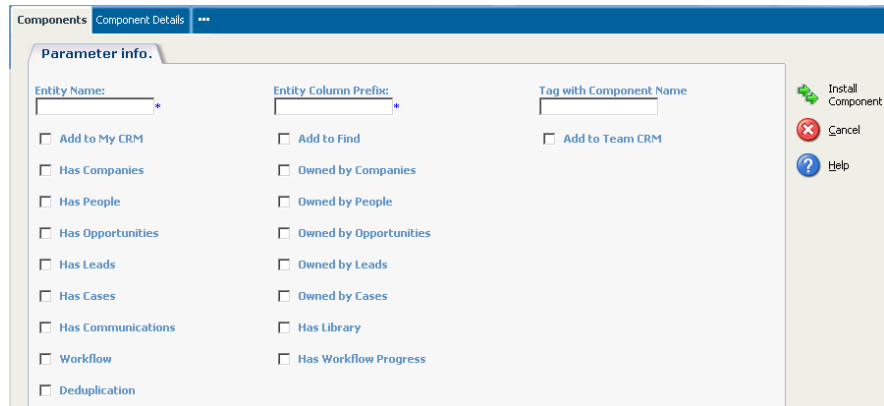 Components Component Details •••
Parameter info.
Entity Name: Entity Column Prefix: Tag with Component Name
* *
Add to My CRM Add to Find Add to Team CRM
Has Companies Owned by Companies
Has People Owned by People
Has Opportunities Owned by Opportunities
Has Leads Owned by Leads
Has Cases Owned by Cases
Has Communications Has Library
Workflow Has Workflow Progress
Deduplication
Install
Component
Cancel
Help